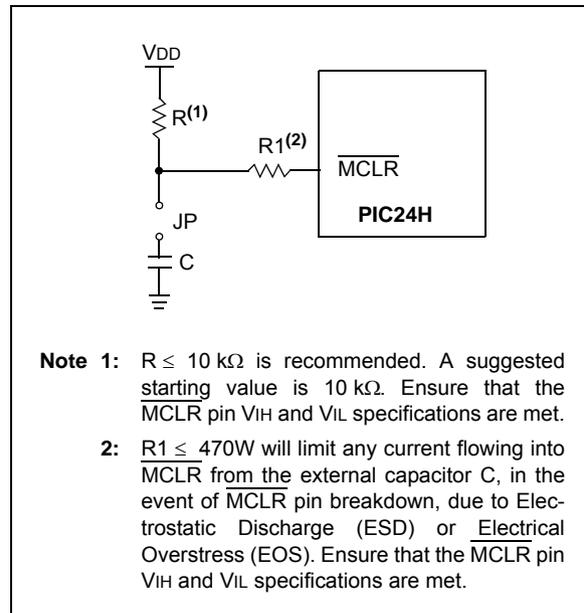 VDD
R(1)
R1(2)
MCLR
PIC24H
JP
C
Note 1: R ≤ 10 kΩ is recommended. A suggested
starting value is 10 kΩ. Ensure that the
MCLR pin VIH and VIL specifications are met.
2: R1 ≤ 470W will limit any current flowing into
MCLR from the external capacitor C, in the
event of MCLR pin breakdown, due to Elec-
trostatic Discharge (ESD) or Electrical
Overstress (EOS). Ensure that the MCLR pin
VIH and VIL specifications are met.